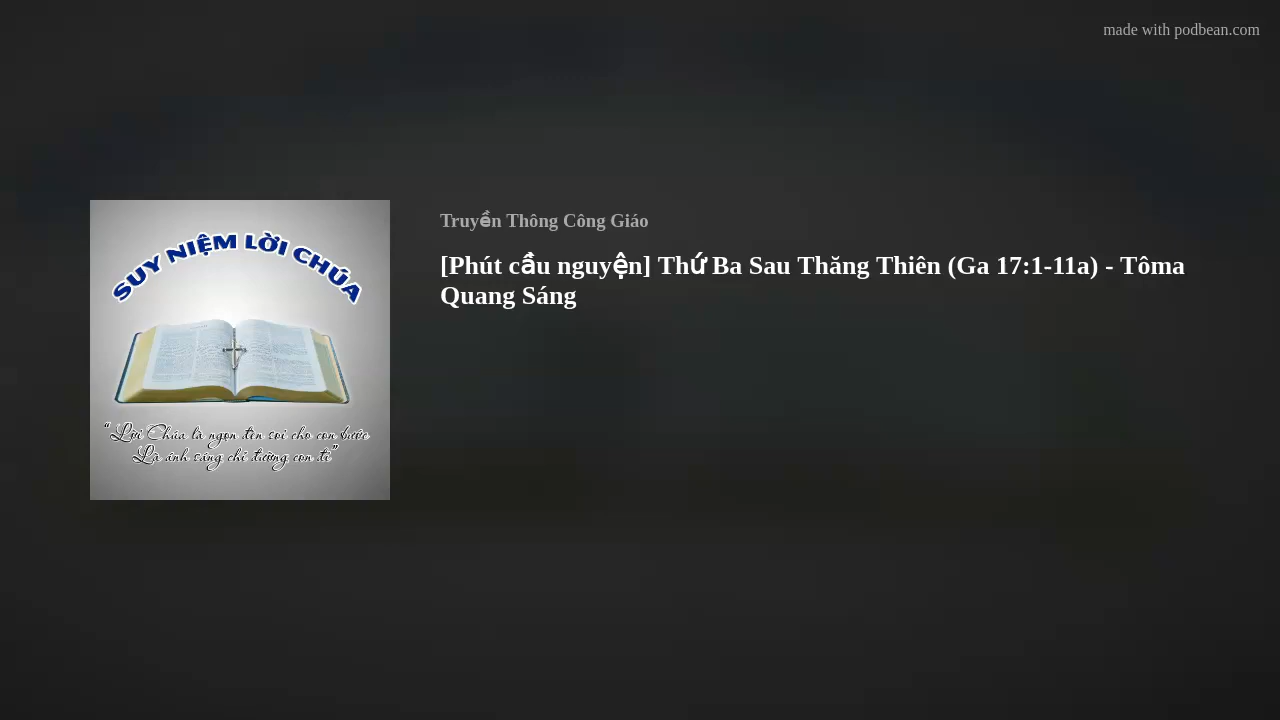 made with podbean.com
Truyền Thông Công Giáo
[Phút cầu nguyện] Thứ Ba Sau Thăng Thiên (Ga 17:1-11a) - Tôma
Quang Sáng
SUY NIỆM LỜI CHÚA
“Lời Chúa là ngọn đèn soi cho con bước
Là ánh sáng chỉ đường con đi”